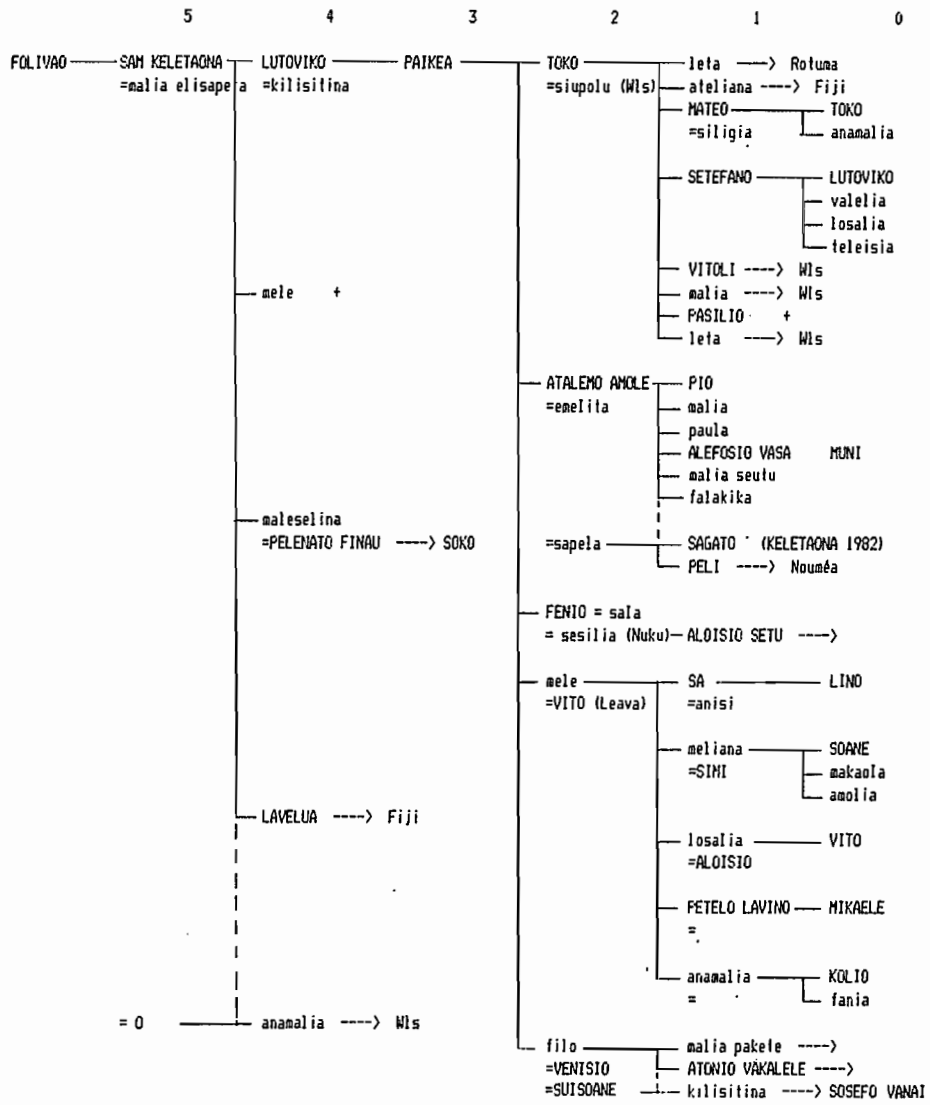 5 4 3 2 1 0
FOLIVAO SAM KELETAONA LUTOVIKO PAIKEA TOKO leta ----> Rotuma
=malia elisapera =kilisitina =siupolu (Wls) ateliana ----> Fiji
MATEO TOKO
=siligia anamalia
SETEFANO LUTOVIKO
valelia
losalia
teleisia
VITOLI ----> Wls
mele + malia ----> Wls
PASILIO +
leta ----> Wls
ATALEMO AMOLE PIO
=emelita malia
paula
ALEFOSIO VASA MUNI
malia seutu
falakika
maleselina
=PELENATO FINAU ----> SOKO =sapela SAGATO (KELETAONA 1982)
PELI ----> Nouméa
FENIO = sala
= sesilia (Nuku) ALOISIO SETU ---->
mele SA LINO
=VITO (Leava) =anisi
meliana SOANE
=SIMI makaola
amolia
LAVELUA ----> Fiji
losalia VITO
=ALOISIO
PETELO LAVINO MIKAELE
=
anamalia KOLIO
= fania
= O anamalia ----> Wls
filo malia pakele ---->
=VENISIO ATONIO VAKALELE ---->
=SUISOANE kilisitina ----> SOSEFO VANAI